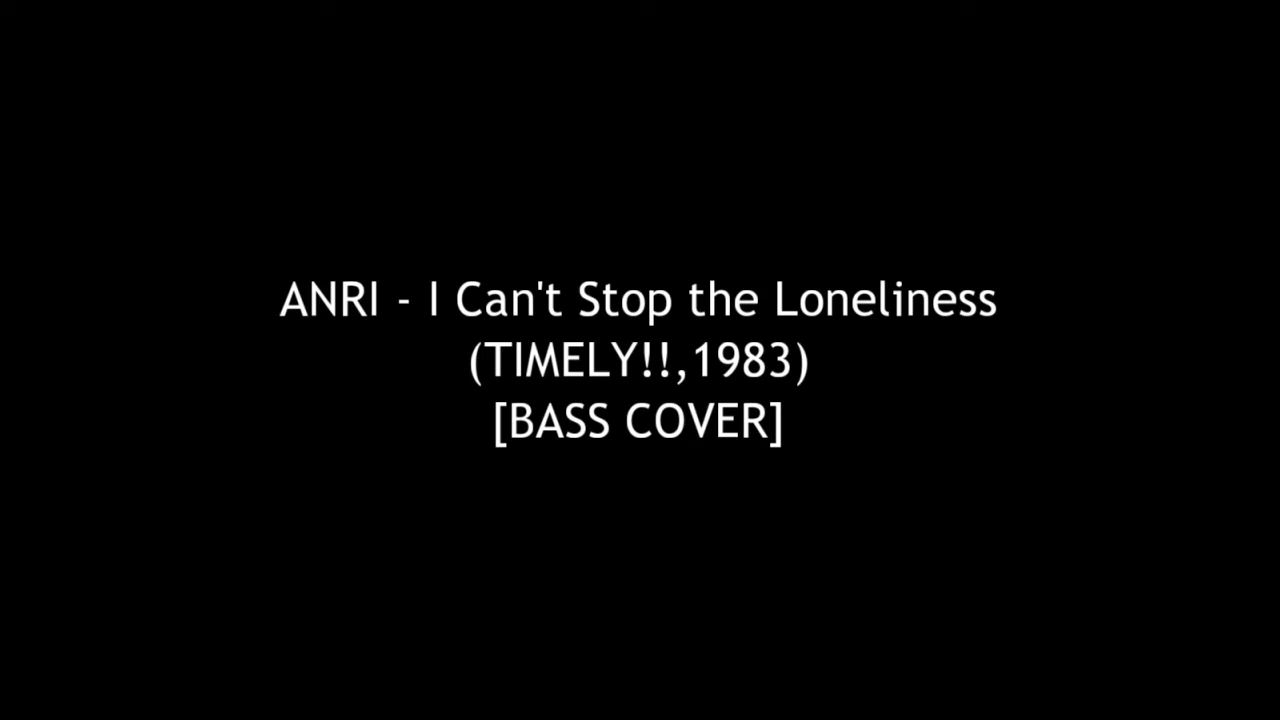 ANRI - I Can't Stop the Loneliness
(TIMELY!!,1983)
[BASS COVER]